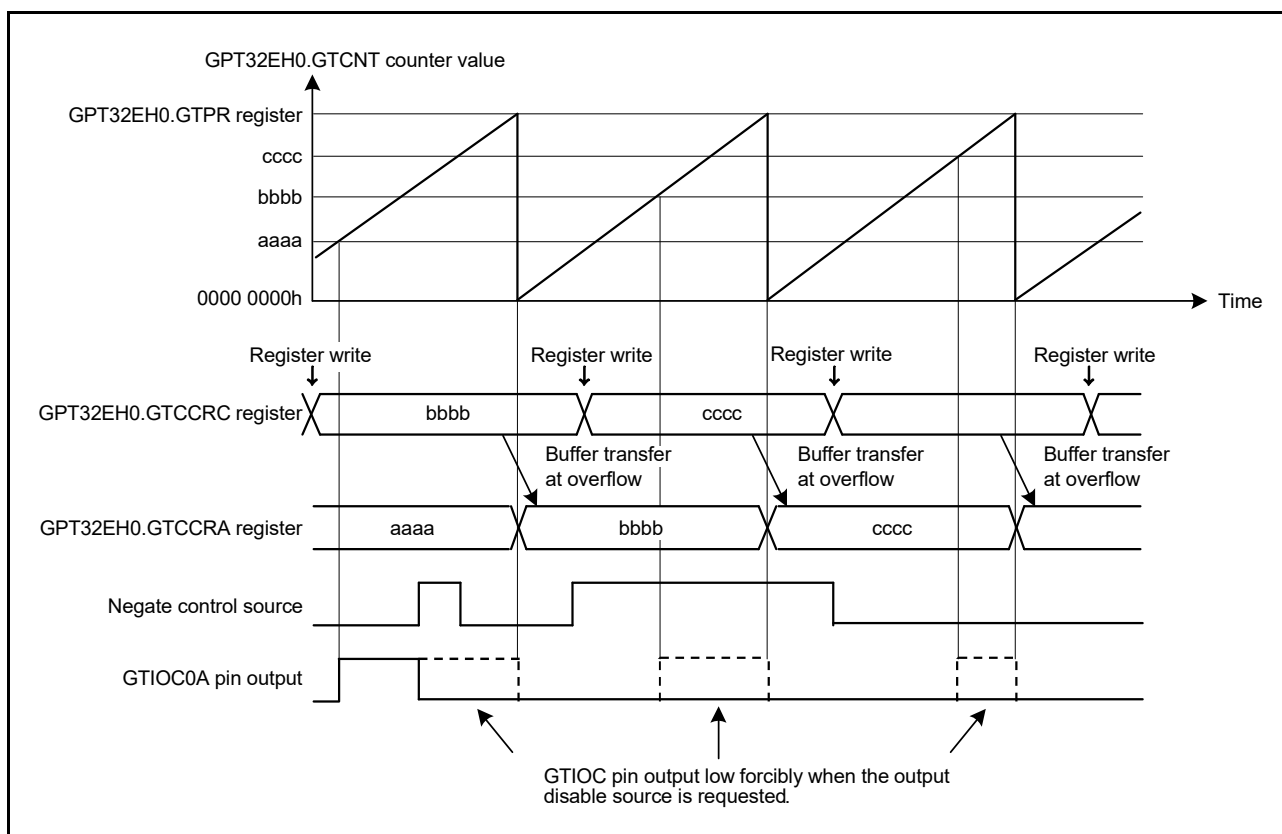 GPT32EH0.GTCNT counter value
GPT32EH0.GTPR register
cccc
bbbb
aaaa
0000 0000h
Time
Register write
Register write
Register write
Register write
GPT32EH0.GTCCRC register
bbbb
cccc
Buffer transfer
at overflow
Buffer transfer
at overflow
Buffer transfer
at overflow
GPT32EH0.GTCCRA register
aaaa
bbbb
cccc
Negate control source
GTIOC0A pin output
GTIOC pin output low forcibly when the output
disable source is requested.